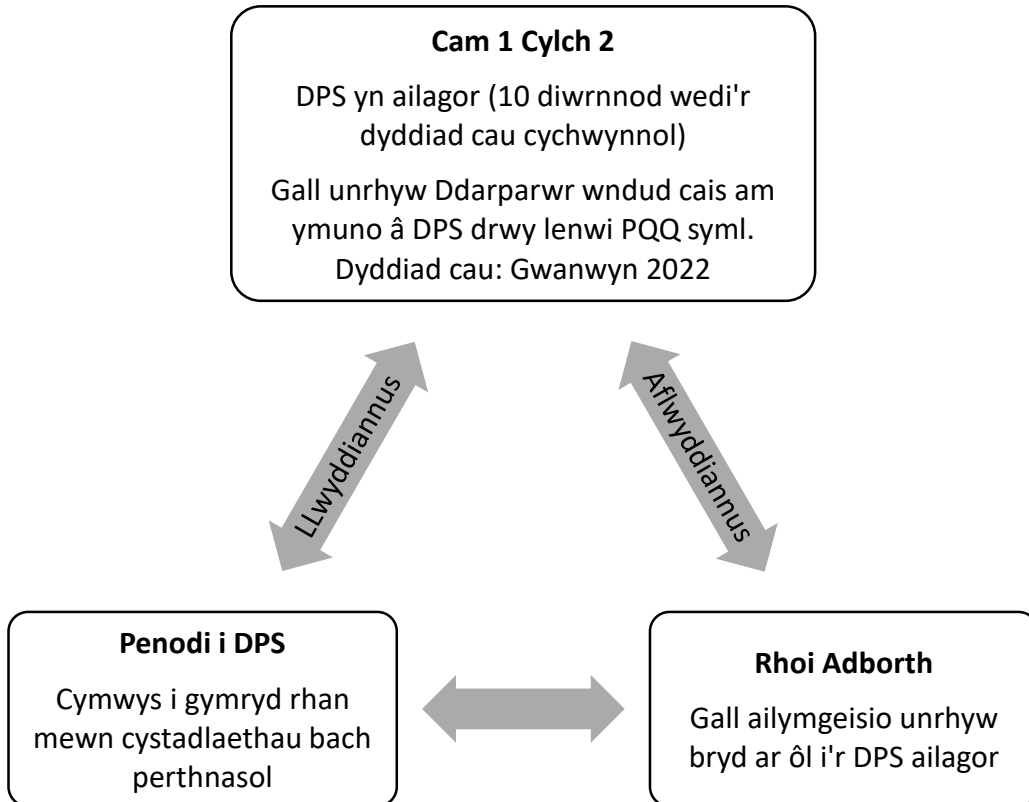 Cam 1 Cylch 2
DPS yn ailagor (10 diwrnnod wedi'r
dyddiad cau cychwynnol)
Gall unrhyw Ddarparwr wndud cais am
ymuno â DPS drwy lenwi PQQ syml.
Dyddiad cau: Gwanwyn 2022
LLwyddiannus
Aflwyddiannus
Penodi i DPS
Cymwys i gymryd rhan
mewn cystadlaethau bach
perthnasol
Rhoi Adborth
Gall ailymgeisio unrhyw
bryd ar ôl i'r DPS ailagor